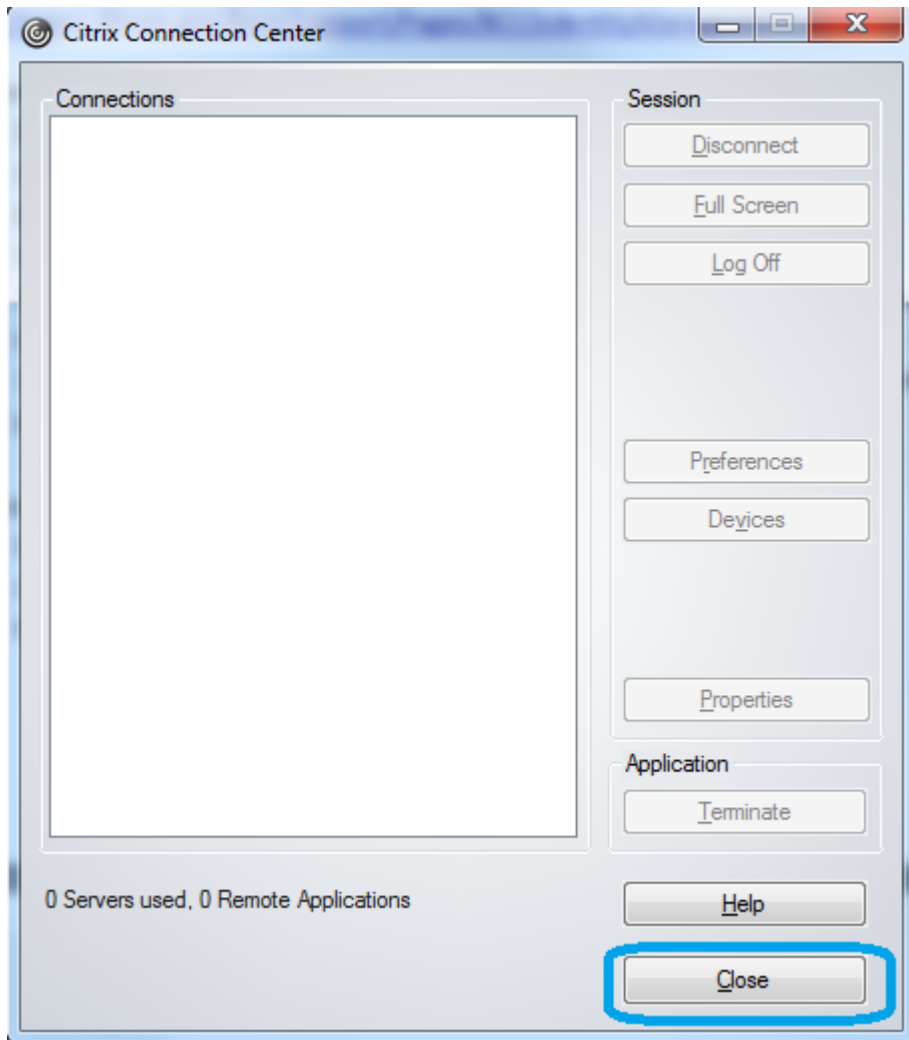 Citrix Connection Center
Connections
Session
Disconnect
Full Screen
Log Off
Preferences
Devices
Properties
Application
Terminate
0 Servers used, 0 Remote Applications
Help
Close